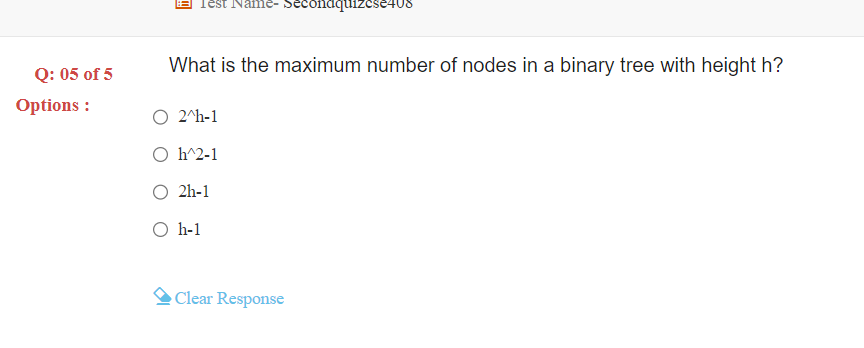 Test Name- Secondquizcse408
Q: 05 of 5
What is the maximum number of nodes in a binary tree with height h?
Options :
2^h-1
h^2-1
2h-1
h-1
Clear Response